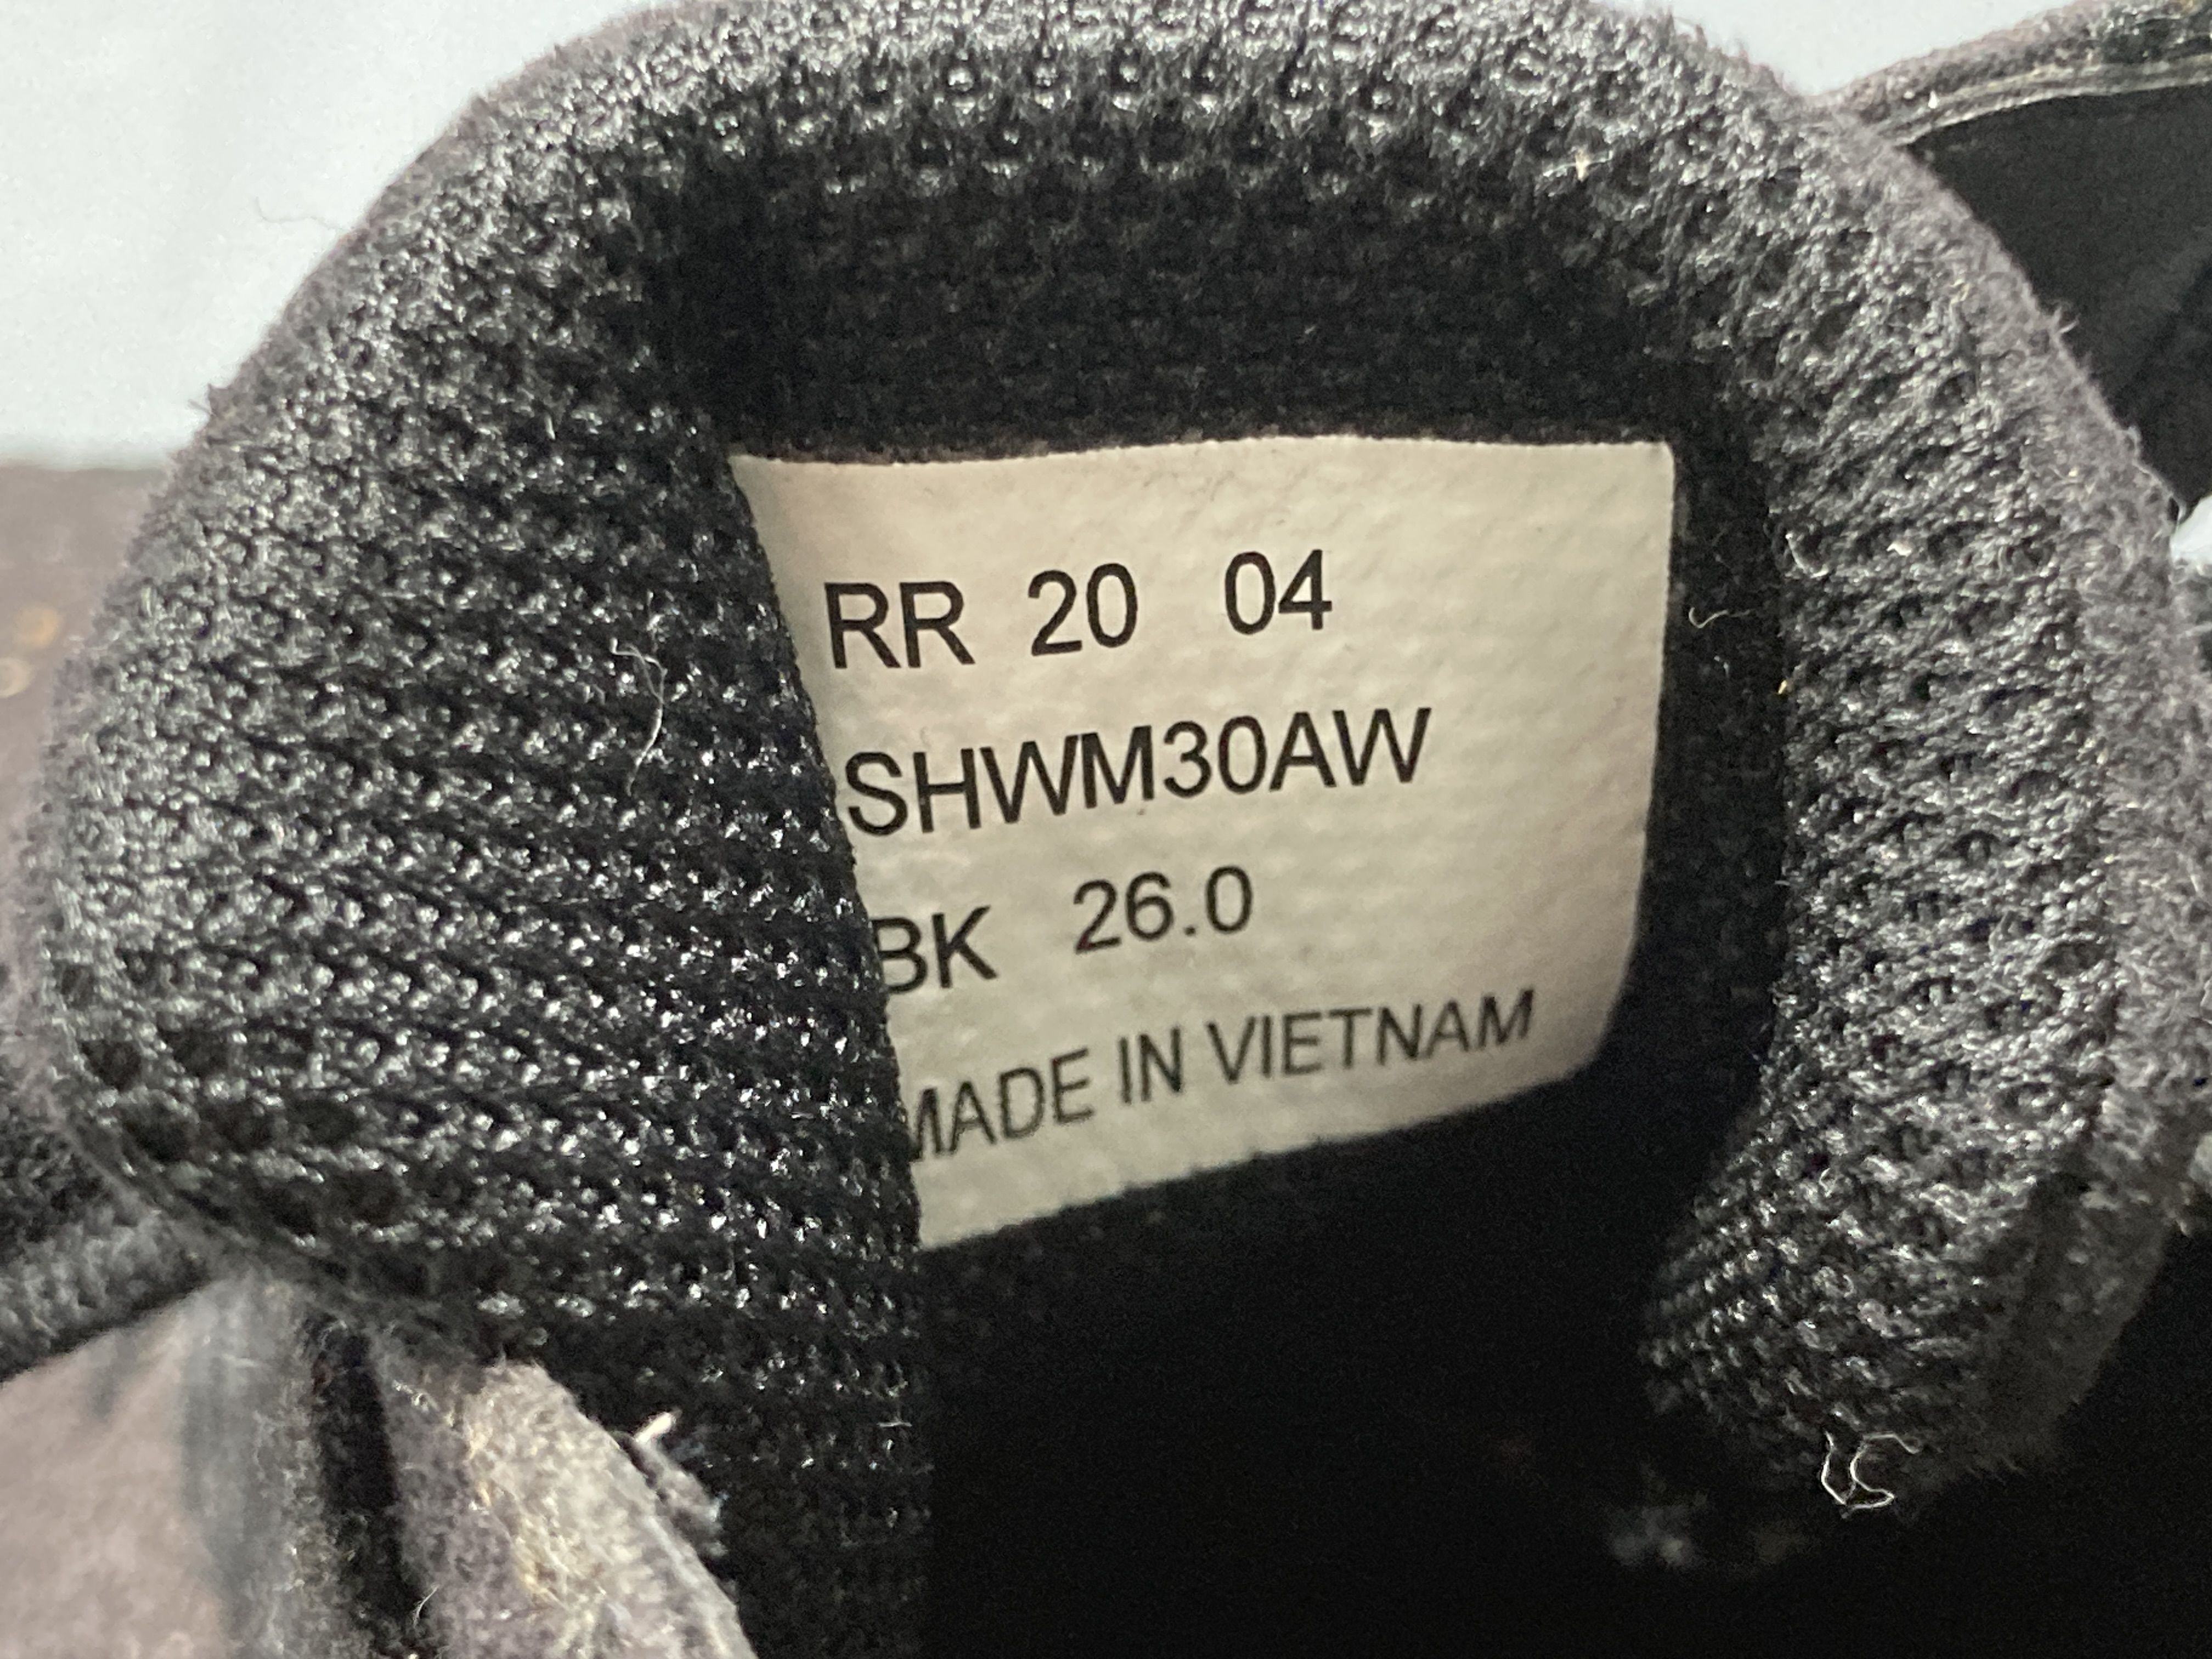 RR 20 04
SHWM30AW
BK 26.0
MADE IN VIETNAM